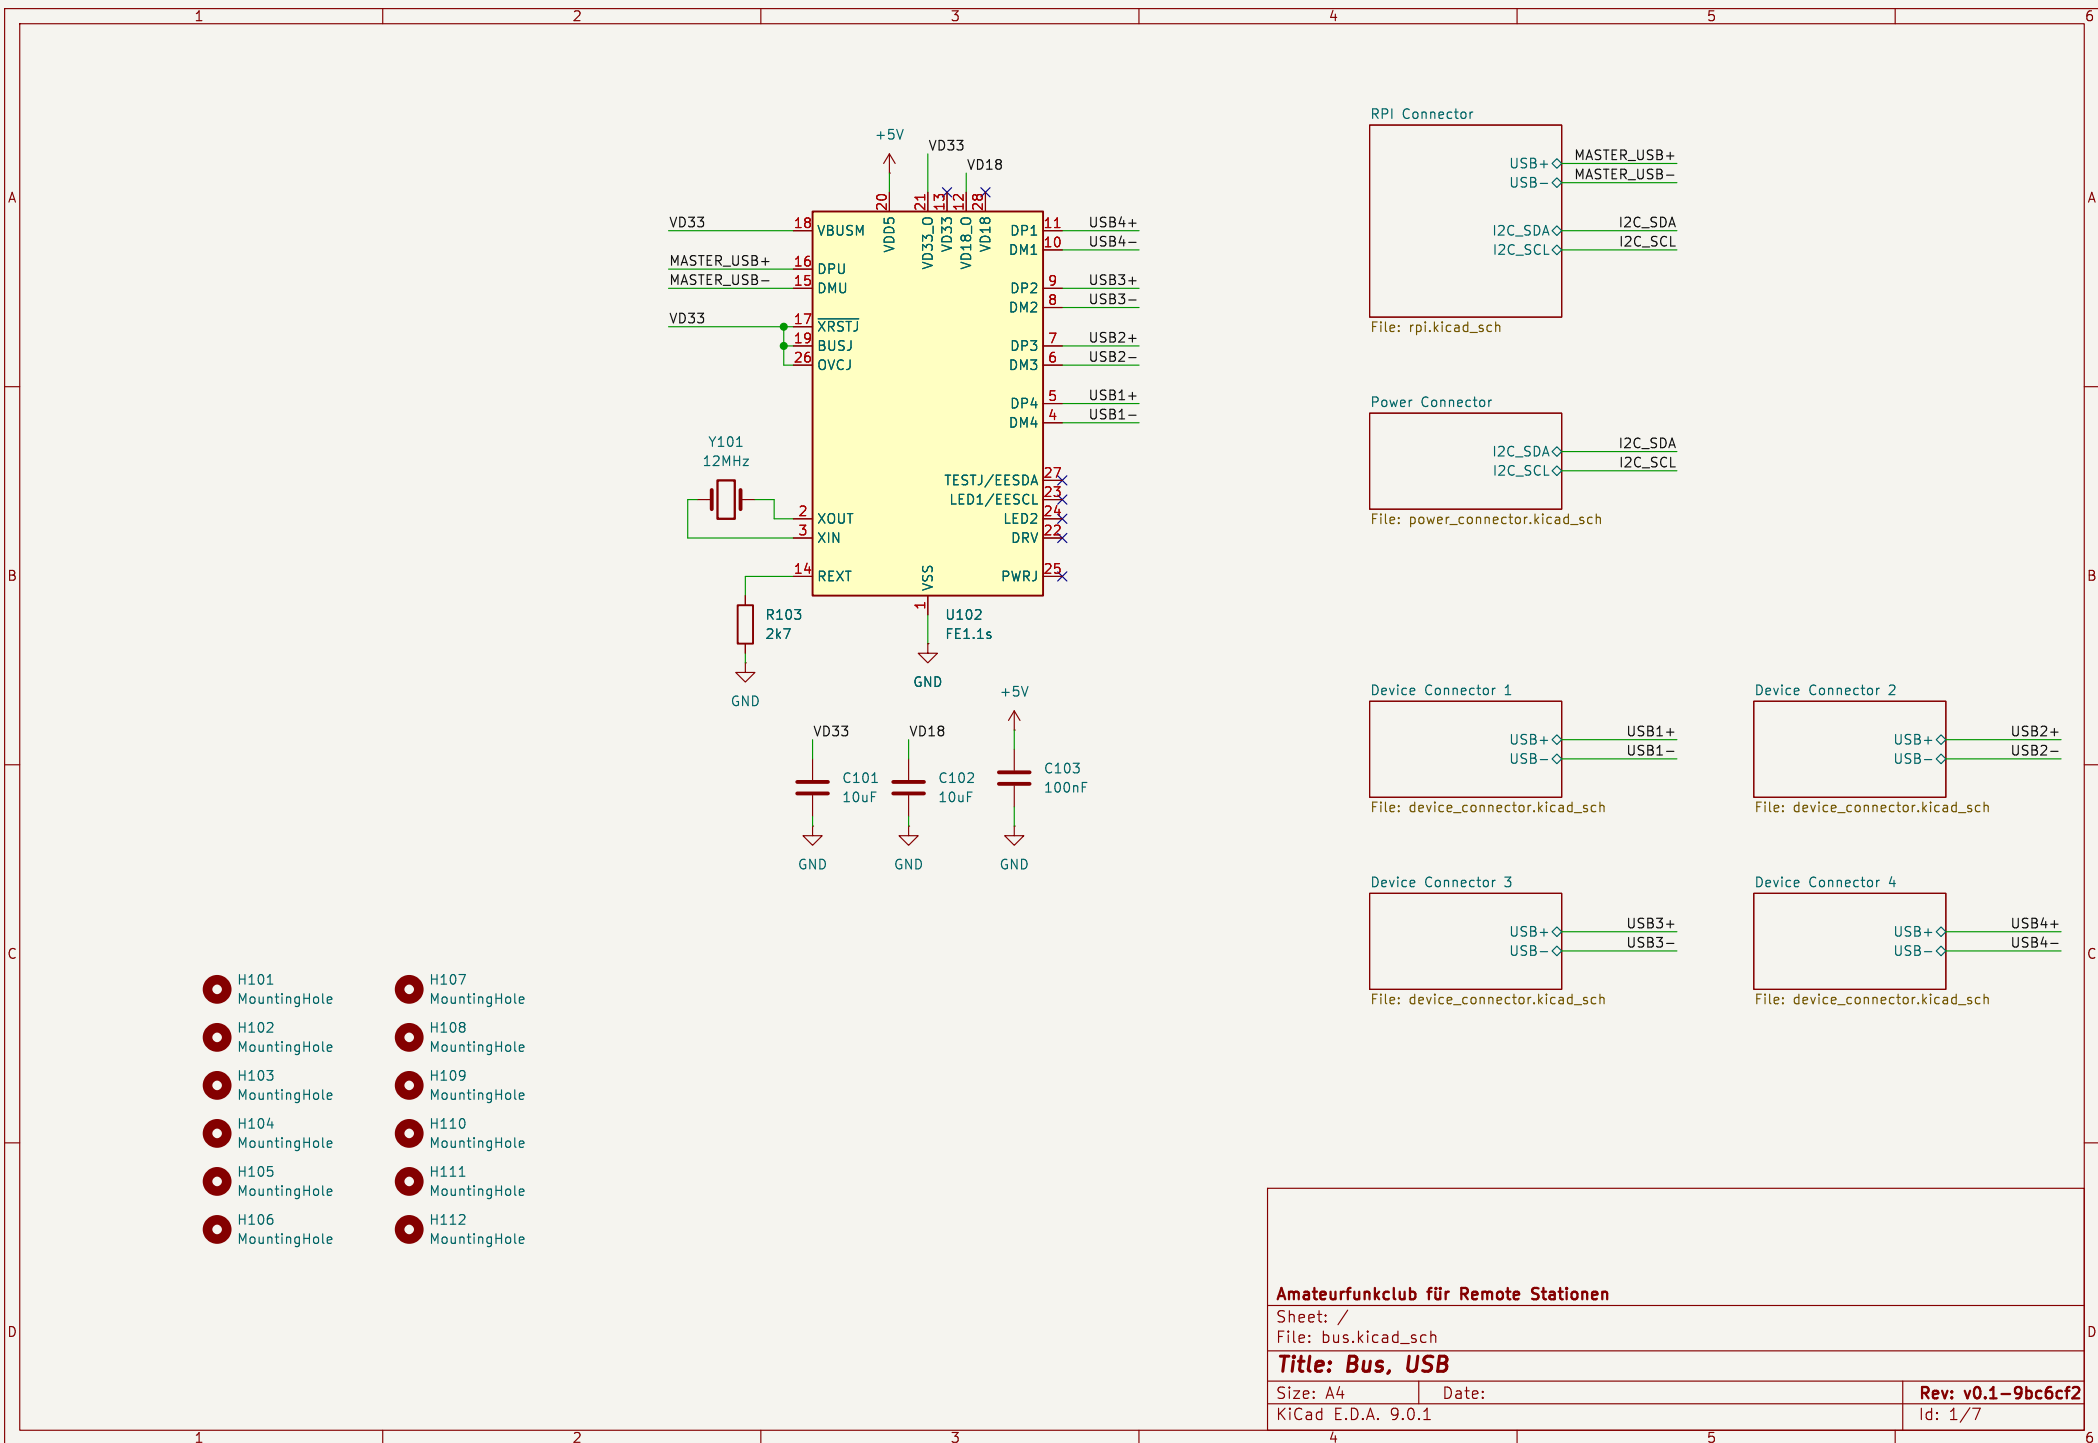 1 2 3 4 5 6
A
B
C
D
+5V
VD33
VD18
20
21
13
12
28
VDD5
VD33_O
VD33
VD18_O
VD18
VD33
18
VBUSM
MASTER_USB+
16
DPU
MASTER_USB-
15
DMU
VD33
17
XRSTJ
19
BUSJ
26
OVCJ
Y101
12MHz
2
XOUT
3
XIN
14
REXT
R103
2k7
GND
DP1
11
USB4+
DM1
10
USB4-
DP2
9
USB3+
DM2
8
USB3-
DP3
7
USB2+
DM3
6
USB2-
DP4
5
USB1+
DM4
4
USB1-
TESTJ/EESDA
27
LED1/EESCL
23
LED2
24
DRV
22
PWRJ
25
VSS
1
U102
FE1.1s
GND
VD33
C101
10uF
GND
VD18
C102
10uF
GND
+5V
C103
100nF
GND
RPI Connector
USB+ MASTER_USB+
USB- MASTER_USB-
I2C_SDA I2C_SDA
I2C_SCL I2C_SCL
File: rpi.kicad_sch
Power Connector
I2C_SDA I2C_SDA
I2C_SCL I2C_SCL
File: power_connector.kicad_sch
Device Connector 1
USB+ USB1+
USB- USB1-
File: device_connector.kicad_sch
Device Connector 2
USB+ USB2+
USB- USB2-
File: device_connector.kicad_sch
Device Connector 3
USB+ USB3+
USB- USB3-
File: device_connector.kicad_sch
Device Connector 4
USB+ USB4+
USB- USB4-
File: device_connector.kicad_sch
H101
MountingHole
H102
MountingHole
H103
MountingHole
H104
MountingHole
H105
MountingHole
H106
MountingHole
H107
MountingHole
H108
MountingHole
H109
MountingHole
H110
MountingHole
H111
MountingHole
H112
MountingHole
Amateurfunkclub für Remote Stationen
Sheet: /
File: bus.kicad_sch
Title: Bus, USB
Size: A4 Date: Rev: v0.1-9bc6cf2
KiCad E.D.A. 9.0.1 Id: 1/7
A
B
C
D
1 2 3 4 5 6